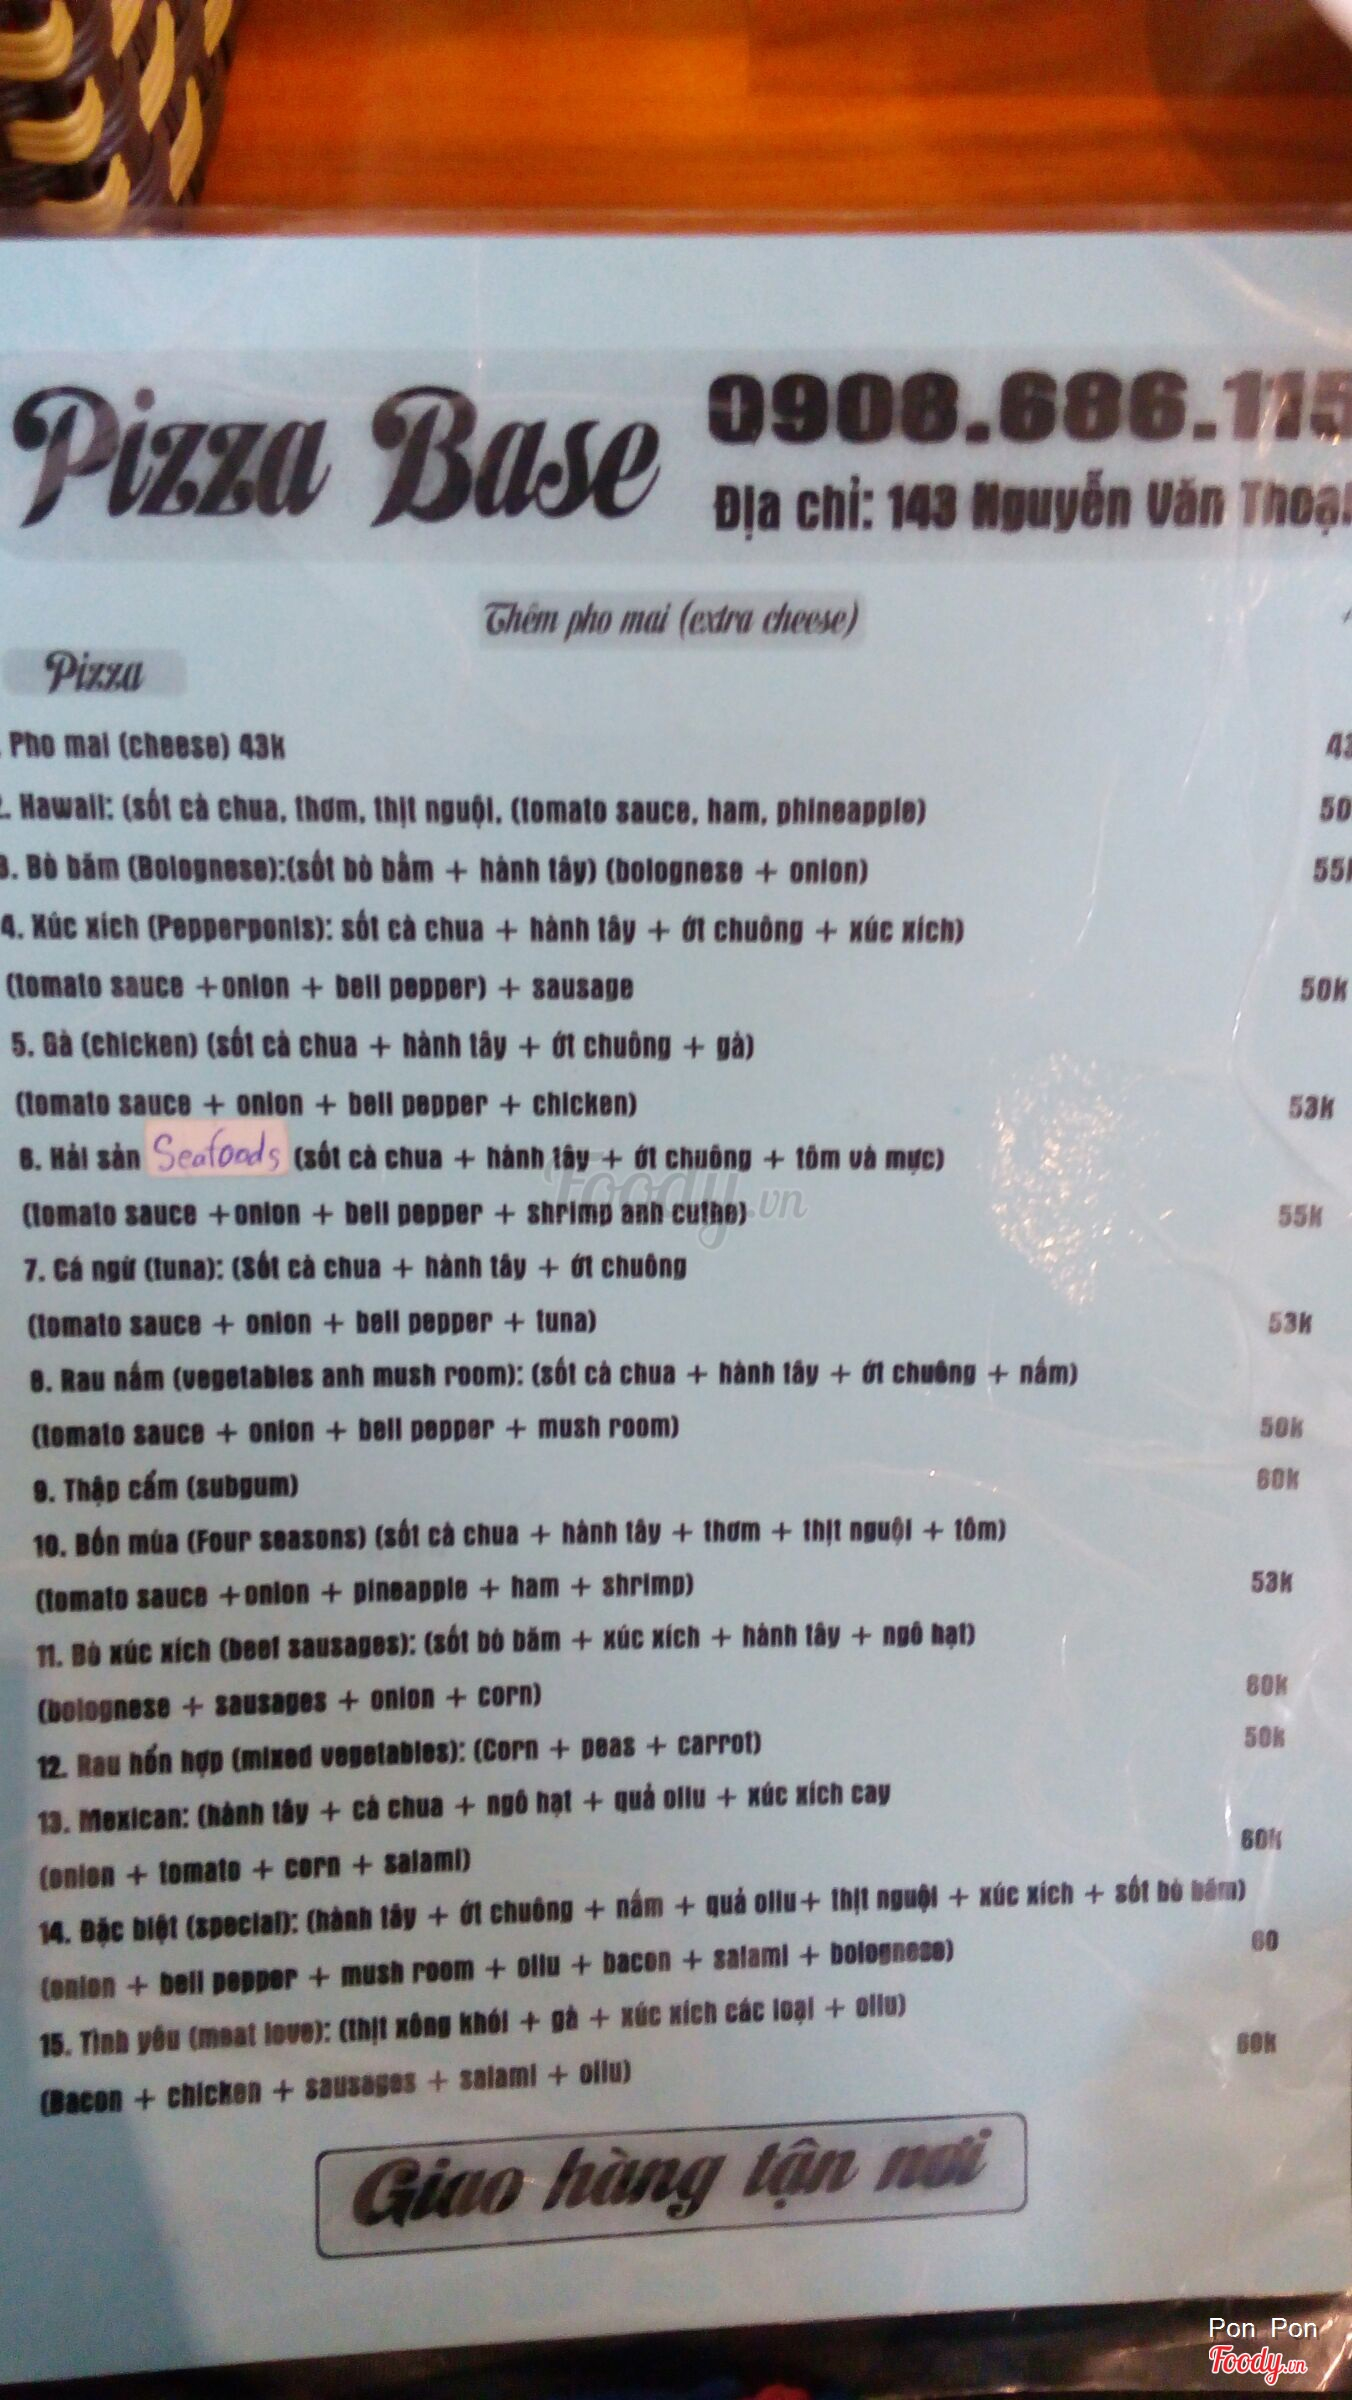 Pizza Base
0908.686.115
Địa chỉ: 143 Nguyễn Văn Thoại
Thêm pho mai (extra cheese)
Pizza
. Pho mai (cheese) 43k 43
2. Hawaii: (sốt cà chua, thơm, thịt nguội, (tomato sauce, ham, phineapple) 50
3. Bò băm (Bolognese):(sốt bò bằm + hành tây) (bolognese + onion) 55k
4. Xúc xích (Pepperponis): sốt cà chua + hành tây + ớt chuông + xúc xích)
(tomato sauce +onion + bell pepper) + sausage 50k
5. Gà (chicken) (sốt cà chua + hành tây + ớt chuông + gà)
(tomato sauce + onion + bell pepper + chicken) 53k
6. Hải sản Seafoods (sốt cà chua + hành tây + ớt chuông + tôm và mực)
(tomato sauce +onion + bell pepper + shrimp anh cuthe) 55k
7. Cá ngừ (tuna): (Sốt cà chua + hành tây + ớt chuông
(tomato sauce + onion + bell pepper + tuna) 53k
8. Rau nấm (vegetables anh mush room): (sốt cà chua + hành tây + ớt chuông + nấm)
(tomato sauce + onion + bell pepper + mush room) 50k
9. Thập cẩm (subgum) 60k
10. Bốn mùa (Four seasons) (sốt cà chua + hành tây + thơm + thịt nguội + tôm)
(tomato sauce +onion + pineapple + ham + shrimp) 53k
11. Bò xúc xích (beef sausages): (sốt bò băm + xúc xích + hành tây + ngô hạt)
(bolognese + sausages + onion + corn) 60k
12. Rau hỗn hợp (mixed vegetables): (Corn + peas + carrot) 50k
13. Mexican: (hành tây + cà chua + ngô hạt + quả oliu + xúc xích cay
(onion + tomato + corn + salami) 60k
14. Đặc biệt (special): (hành tây + ớt chuông + nấm + quả oliu+ thịt nguội + xúc xích + sốt bò băm)
(onion + bell pepper + mush room + oliu + bacon + salami + bolognese) 60
15. Tình yêu (meat love): (thịt xông khói + gà + xúc xích các loại + oliu)
(Bacon + chicken + sausages + salami + oliu) 60k
Giao hàng tận nơi
Foody.vn
Pon Pon
Foody.vn